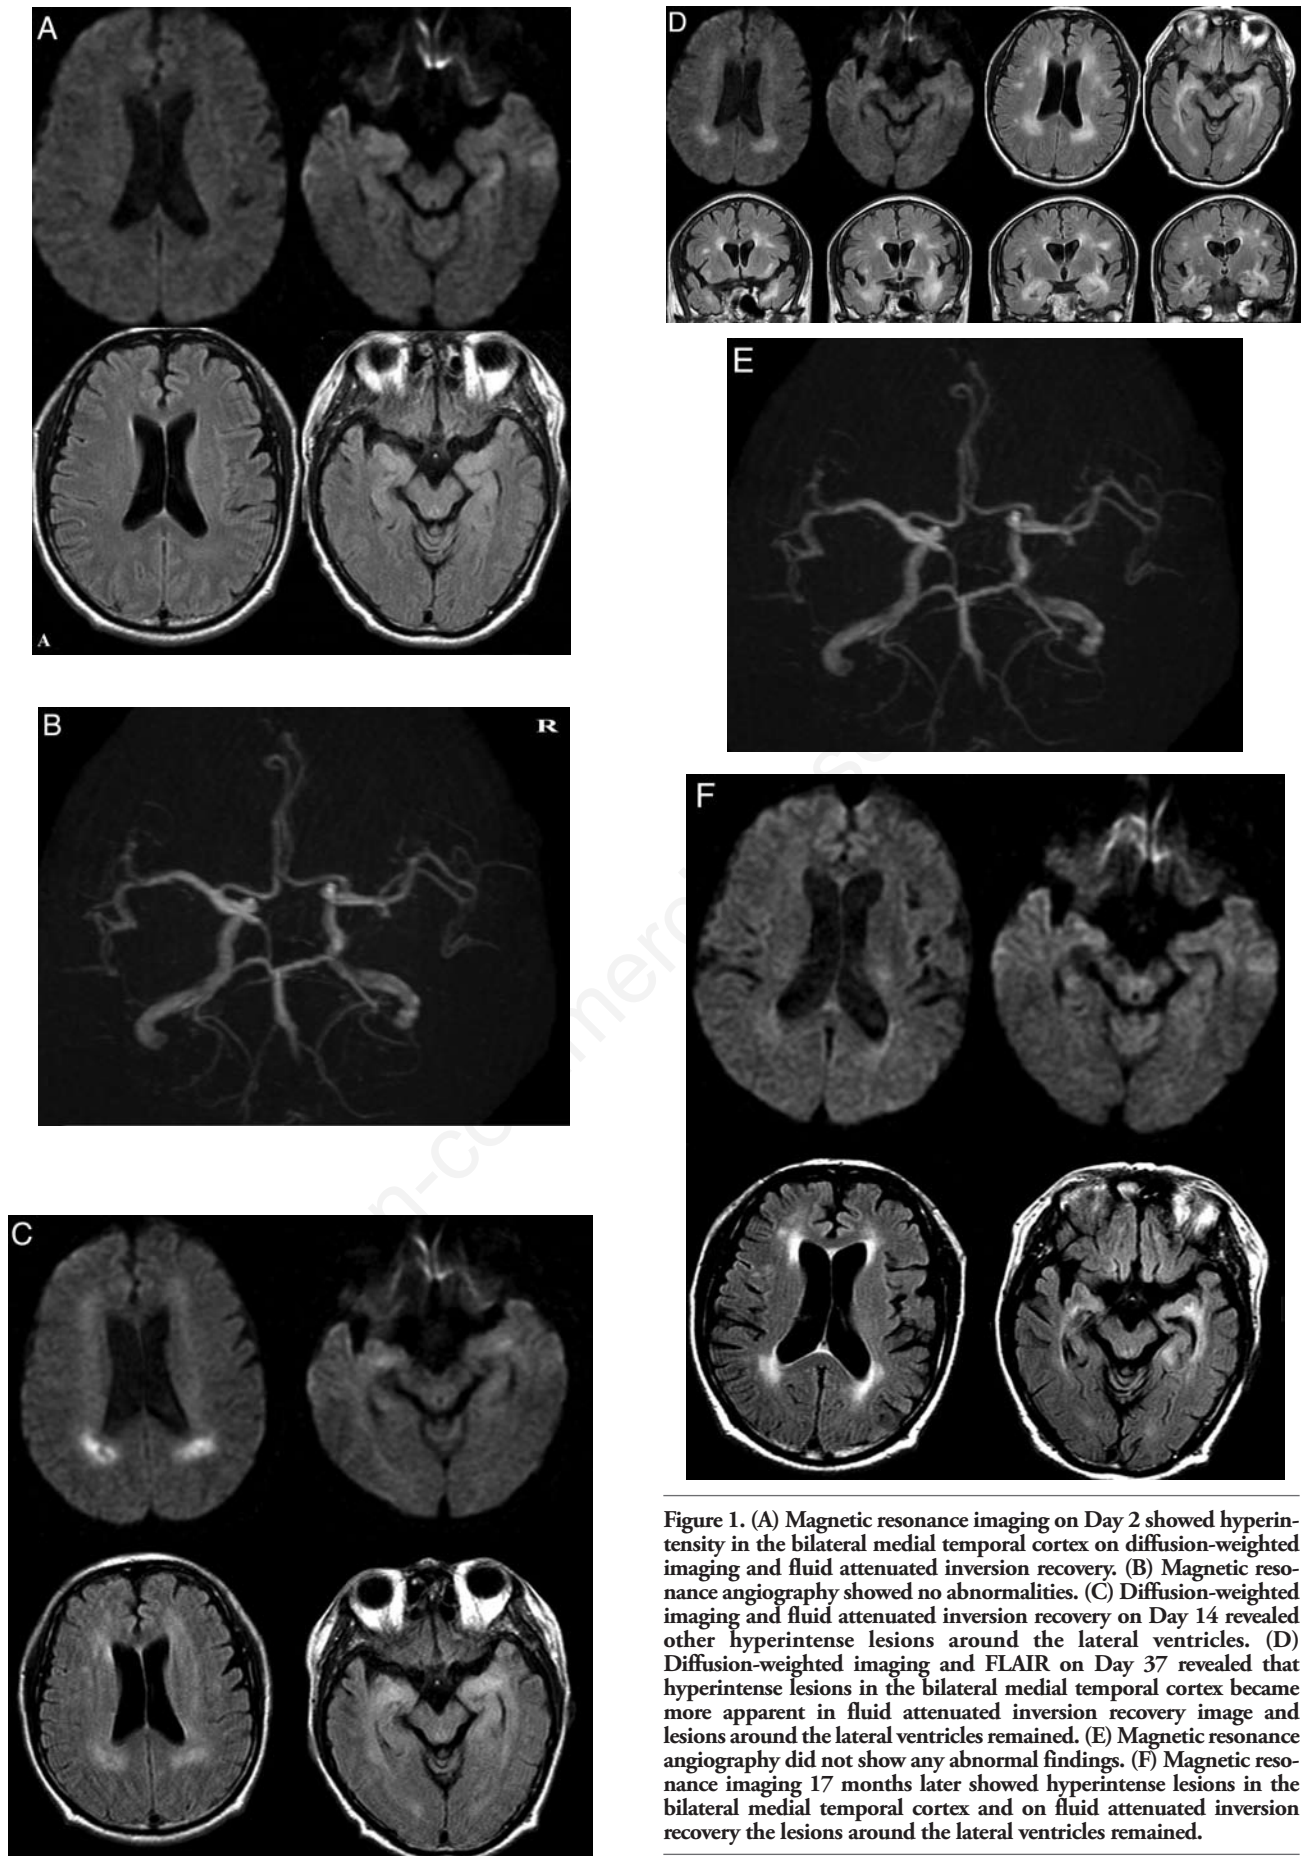 A
A
B
R
C
D
E
F
Figure 1. (A) Magnetic resonance imaging on Day 2 showed hyperin-
tensity in the bilateral medial temporal cortex on diffusion-weighted
imaging and fluid attenuated inversion recovery. (B) Magnetic reso-
nance angiography showed no abnormalities. (C) Diffusion-weighted
imaging and fluid attenuated inversion recovery on Day 14 revealed
other hyperintense lesions around the lateral ventricles. (D)
Diffusion-weighted imaging and FLAIR on Day 37 revealed that
hyperintense lesions in the bilateral medial temporal cortex became
more apparent in fluid attenuated inversion recovery image and
lesions around the lateral ventricles remained. (E) Magnetic resonance
angiography did not show any abnormal findings. (F) Magnetic reso-
nance imaging 17 months later showed hyperintense lesions in the
bilateral medial temporal cortex and on fluid attenuated inversion
recovery the lesions around the lateral ventricles remained.